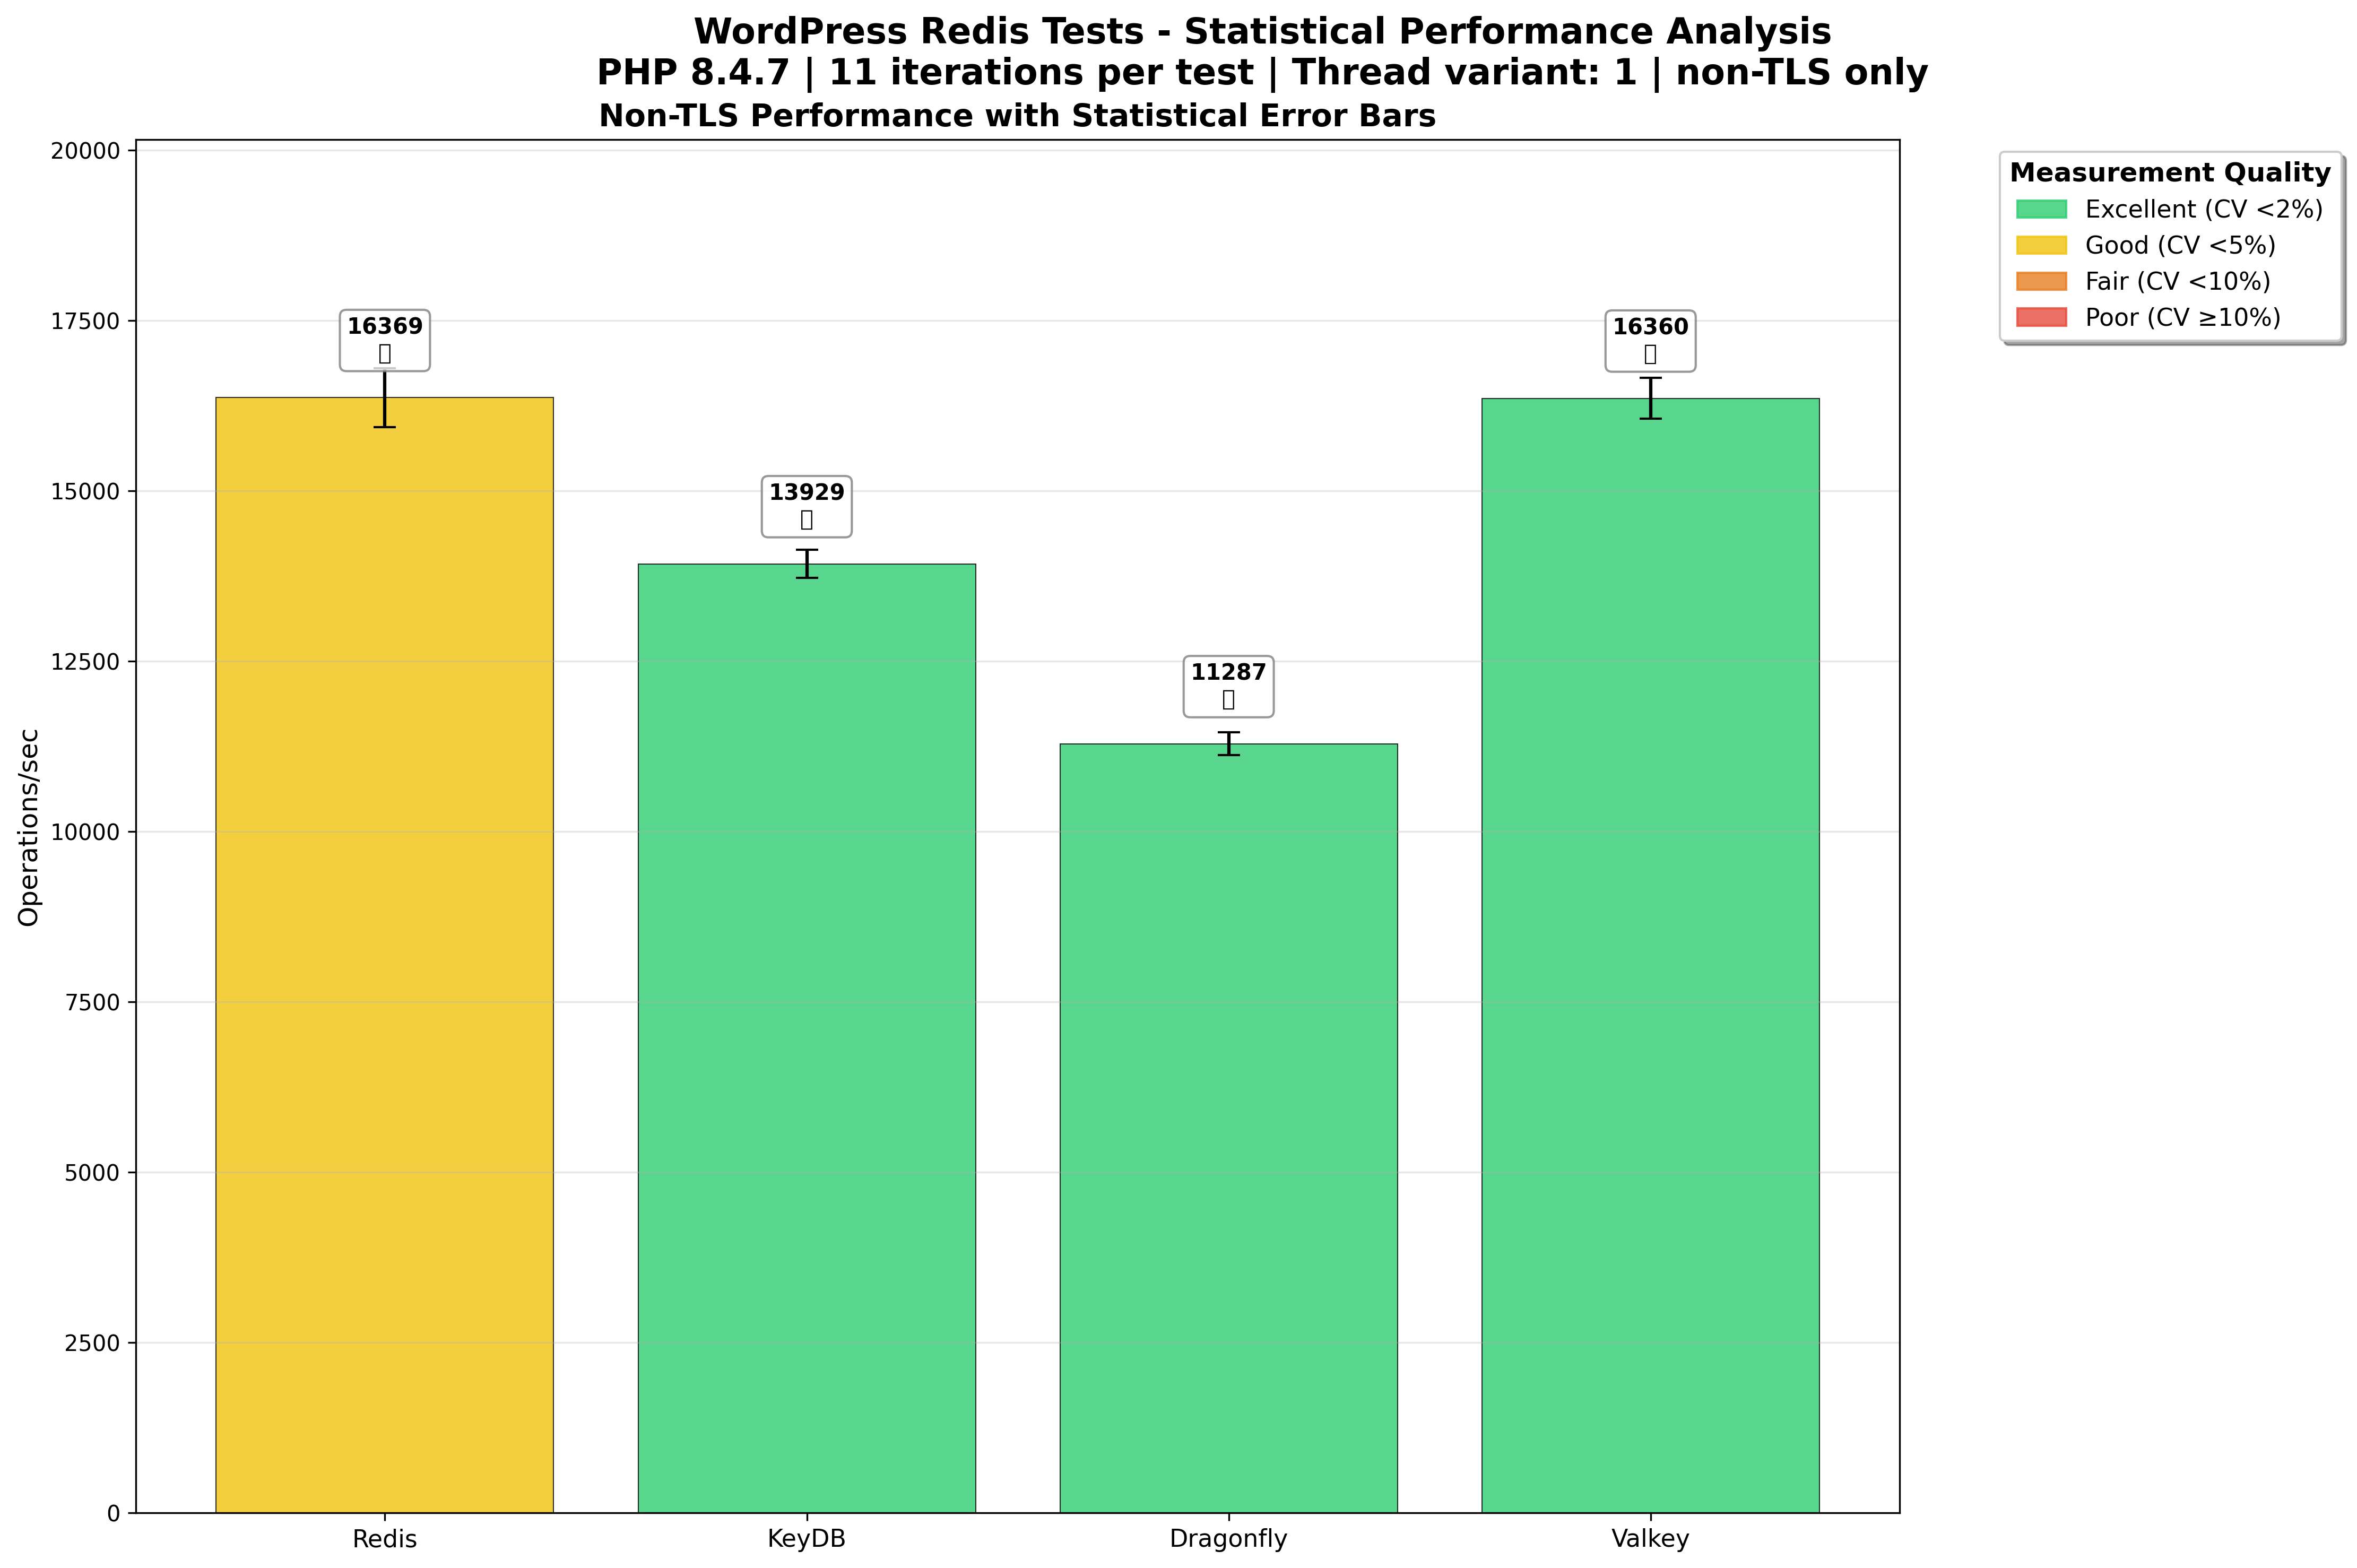 WordPress Redis Tests - Statistical Performance Analysis
PHP 8.4.7 | 11 iterations per test | Thread variant: 1 | non-TLS only
Non-TLS Performance with Statistical Error Bars
Measurement Quality
Excellent (CV <2%)
Good (CV <5%)
Fair (CV <10%)
Poor (CV ≥10%)
Operations/sec
20000
17500
15000
12500
10000
7500
5000
2500
0
16369
13929
11287
16360
Redis
KeyDB
Dragonfly
Valkey